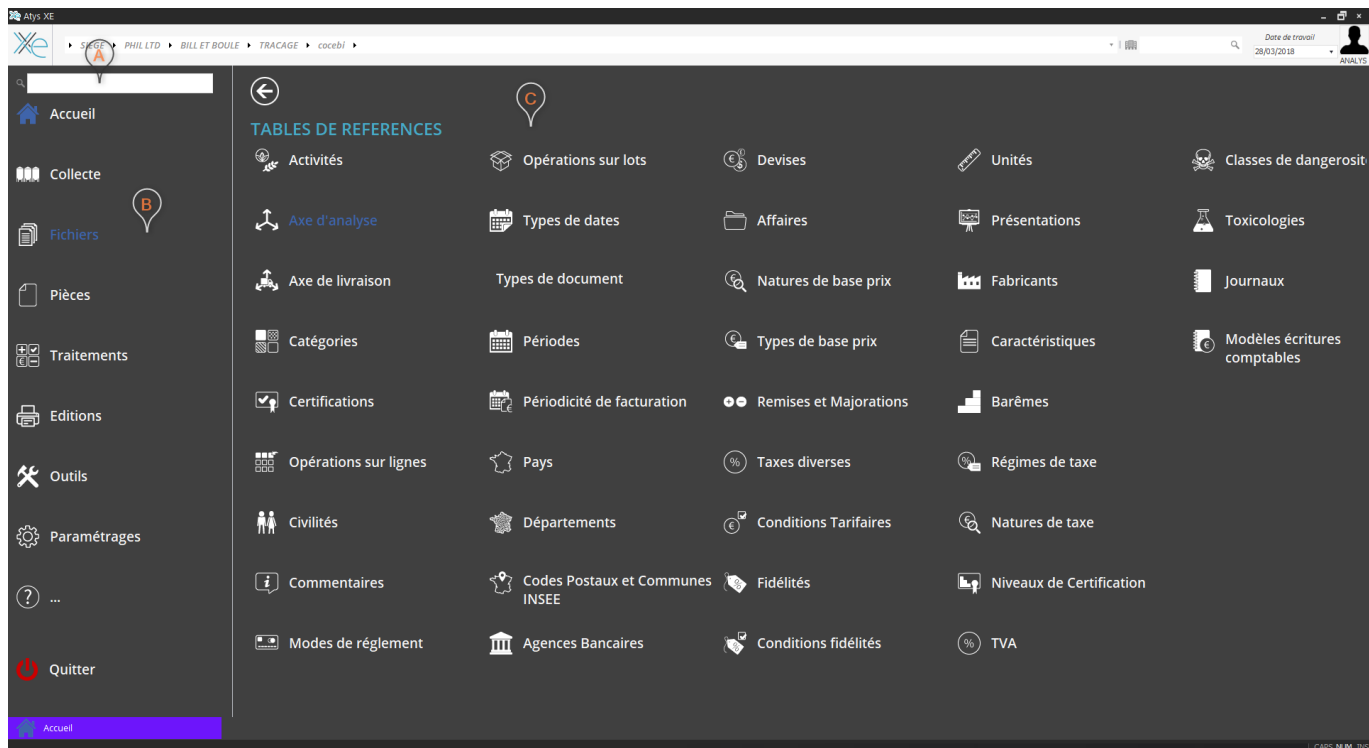 Atys XE
Xe
SIEGE PHIL LTD BILL ET BOULE TRACAGE cocebi
Date de travail
28/03/2018
ANALYS
A
B
C
Accueil
Collecte
Fichiers
Pièces
Traitements
Editions
Outils
Paramétrages
...
Quitter
Accueil
TABLES DE REFERENCES
Activités
Axe d'analyse
Axe de livraison
Catégories
Certifications
Opérations sur lignes
Civilités
Commentaires
Modes de réglement
Opérations sur lots
Types de dates
Types de document
Périodes
Périodicité de facturation
Pays
Départements
Codes Postaux et Communes
INSEE
Agences Bancaires
Devises
Affaires
Natures de base prix
Types de base prix
Remises et Majorations
Taxes diverses
Conditions Tarifaires
Fidélités
Conditions fidélités
Unités
Présentations
Fabricants
Caractéristiques
Barêmes
Régimes de taxe
Natures de taxe
Niveaux de Certification
TVA
Classes de dangerosit
Toxicologies
Journaux
Modèles écritures
comptables
CAPS NUM INS